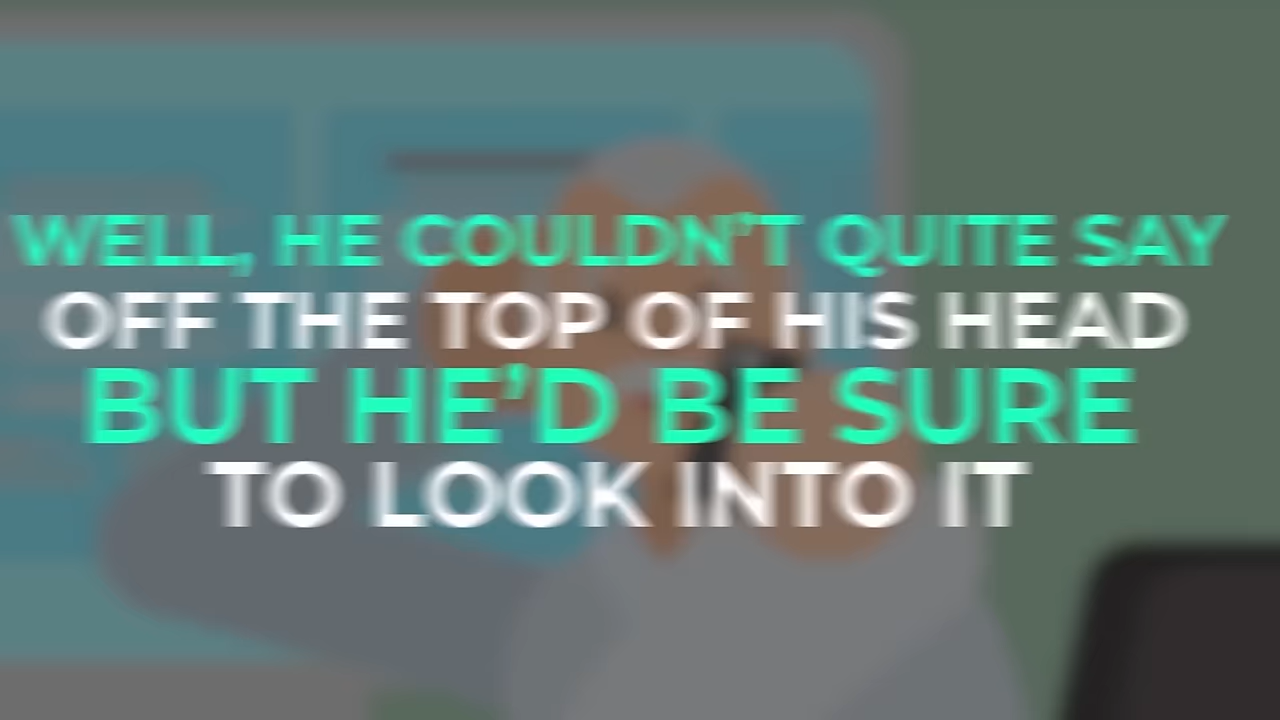 WELL, HE COULDN'T QUITE SAY
OFF THE TOP OF HIS HEAD
BUT HE'D BE SURE
TO LOOK INTO IT